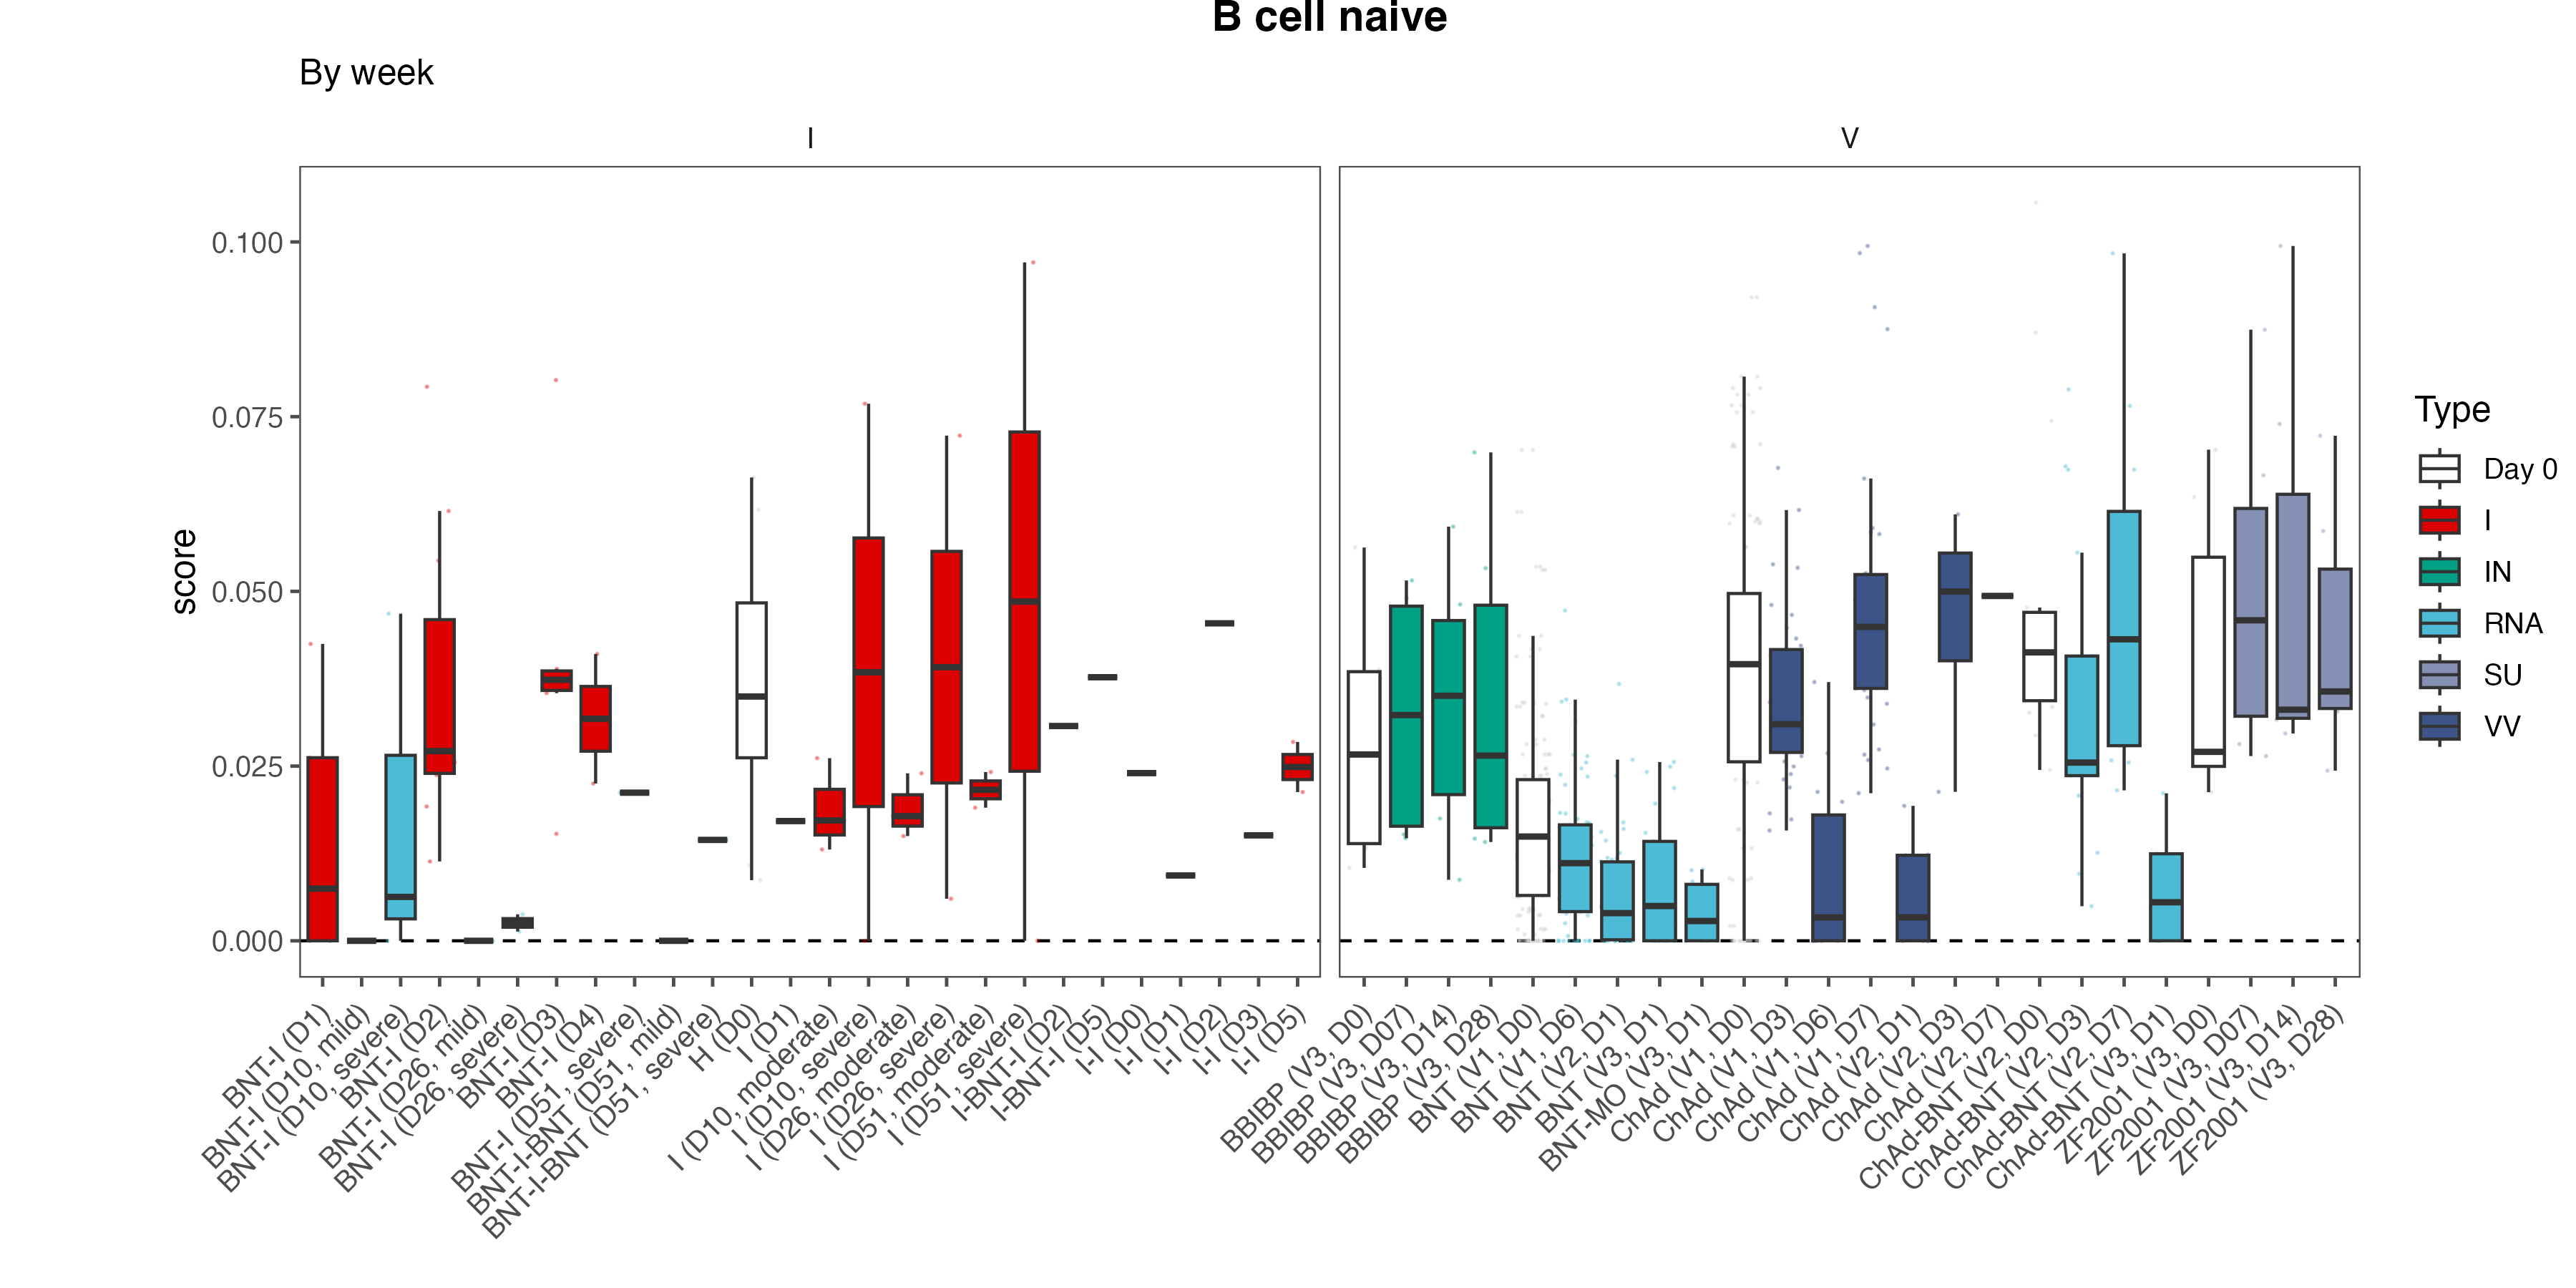 B cell naive
By week
I
V
score
0.100
0.075
0.050
0.025
0.000
BNT-I (D1)
BNT-I (D10, mild)
BNT-I (D10, severe)
BNT-I (D2)
BNT-I (D26, mild)
BNT-I (D26, severe)
BNT-I (D3)
BNT-I (D4)
BNT-I (D51, severe)
BNT-I-BNT (D51, mild)
BNT-I-BNT (D51, severe)
H (D0)
I (D1)
I (D10, moderate)
I (D10, severe)
I (D26, moderate)
I (D26, severe)
I (D51, moderate)
I (D51, severe)
I-BNT-I (D2)
I-BNT-I (D5)
I-I (D0)
I-I (D1)
I-I (D2)
I-I (D3)
I-I (D5)
BBIBP (V3, D0)
BBIBP (V3, D07)
BBIBP (V3, D14)
BBIBP (V3, D28)
BNT (V1, D0)
BNT (V1, D6)
BNT (V2, D1)
BNT (V3, D1)
BNT-MO (V3, D1)
ChAd (V1, D0)
ChAd (V1, D3)
ChAd (V1, D6)
ChAd (V1, D7)
ChAd (V2, D1)
ChAd (V2, D3)
ChAd (V2, D7)
ChAd-BNT (V2, D0)
ChAd-BNT (V2, D3)
ChAd-BNT (V2, D7)
ChAd-BNT (V3, D1)
ZF2001 (V3, D0)
ZF2001 (V3, D07)
ZF2001 (V3, D14)
ZF2001 (V3, D28)
Type
Day 0
I
IN
RNA
SU
VV